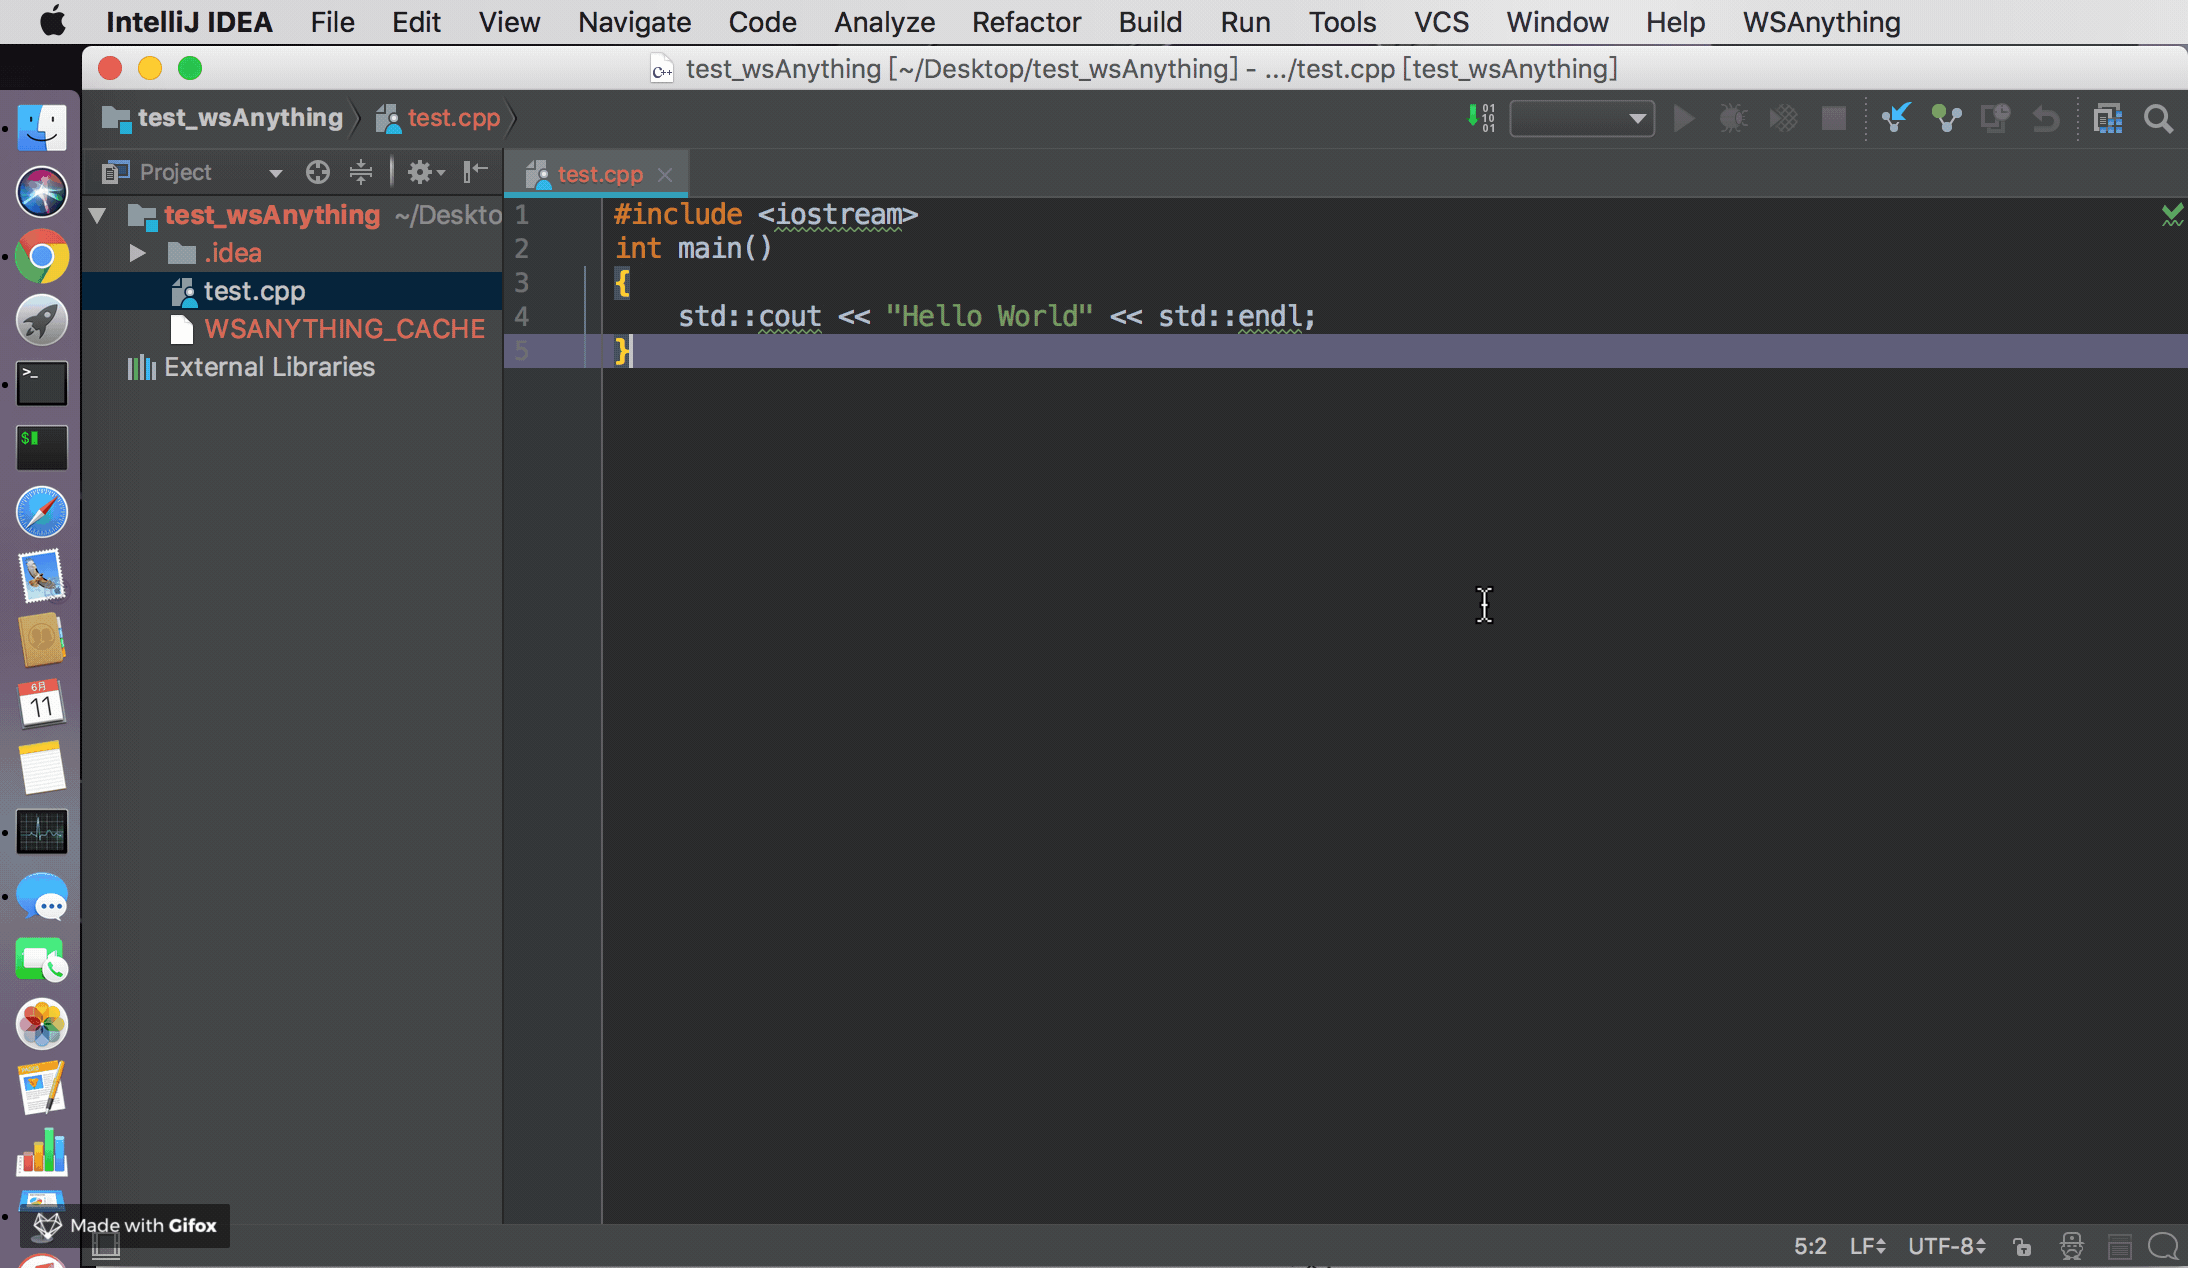 IntelliJ IDEA File Edit View Navigate Code Analyze Refactor Build Run Tools VCS Window Help WSAnything
C++ test_wsAnything [~/Desktop/test_wsAnything] - .../test.cpp [test_wsAnything]
test_wsAnything test.cpp
01
10
01
Project
test.cpp
test_wsAnything ~/Deskto
.idea
test.cpp
WSANYTHING_CACHE
External Libraries
1 #include <iostream>
2 int main()
3 {
4     std::cout << "Hello World" << std::endl;
5 }
>_
$
6月
11
Made with Gifox
5:2 LF UTF-8